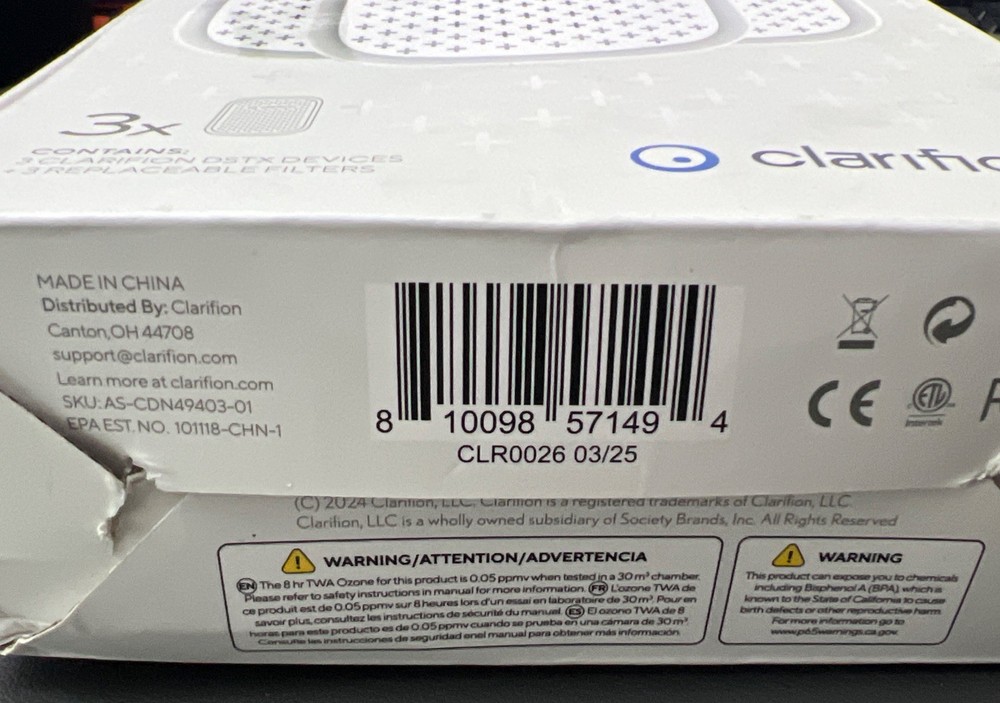 3x
CONTAINS:
3 CLARIFION DSTX DEVICES
+ 3 REPLACEABLE FILTERS
clarifio
MADE IN CHINA
Distributed By: Clarifion
Canton,OH 44708
support@clarifion.com
Learn more at clarifion.com
SKU: AS-CDN49403-01
EPA EST. NO. 101118-CHN-1
8 10098 57149 4
CLR0026 03/25
CE
ETL
Intertek
(C) 2024 Clarifion, LLC. Clarifion is a registered trademarks of Clarifion, LLC.
Clarifion, LLC is a wholly owned subsidiary of Society Brands, Inc. All Rights Reserved
WARNING/ATTENTION/ADVERTENCIA
EN The 8 hr TWA Ozone for this product is 0.05 ppmv when tested in a 30 m³ chamber.
Please refer to safety instructions in manual for more information. FR L'ozone TWA de
ce produit est de 0.05 ppmv sur 8 heures lors d'un essai en laboratoire de 30 m³. Pour en
savoir plus, consultez les instructions de sécurité du manual. ES El ozono TWA de 8
horas para este producto es de 0.05 ppmv cuando se prueba en una cámara de 30 m³.
Consulte las instrucciones de seguridad en el manual para obtener más información
WARNING
This product can expose you to chemicals
including Bisphenol A (BPA), which is
known to the State of California to cause
birth defects or other reproductive harm.
For more information go to
www.p65warnings.ca.gov.